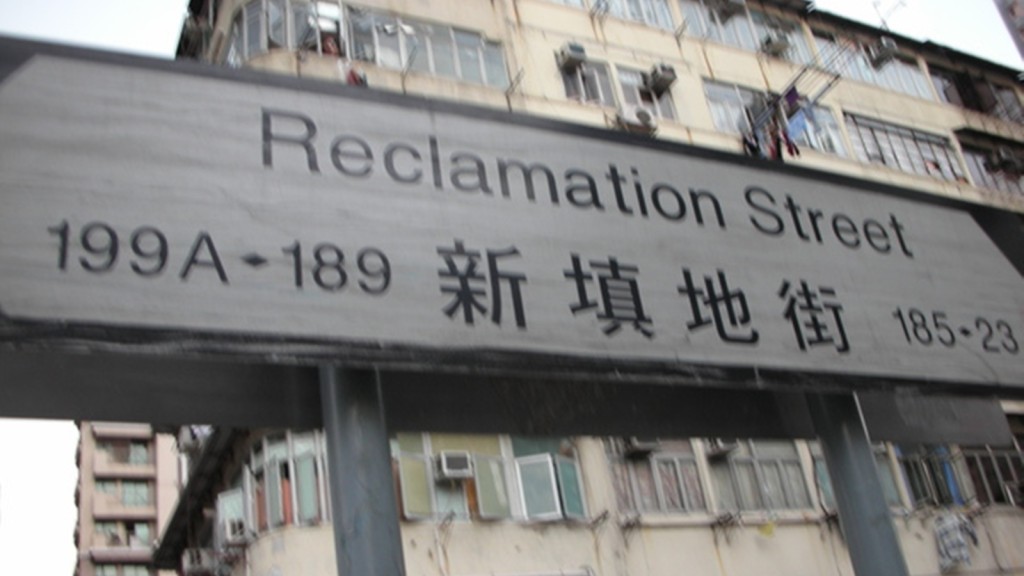 Reclamation Street
199A-189 新填地街 185-23